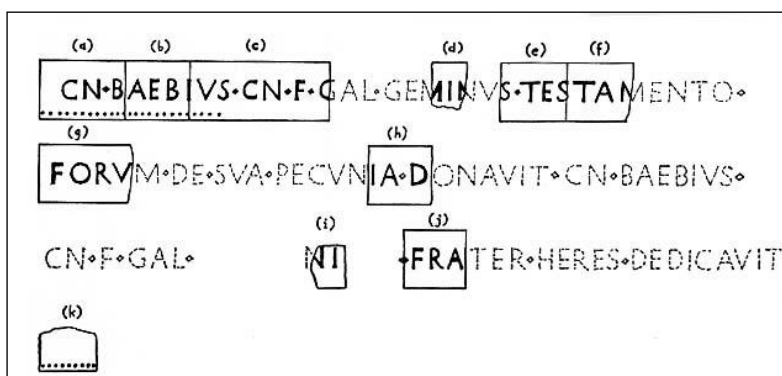 (a) (b) (c) (d) (e) (f)
CN·BAEBIVS·CN·F·GAL·GEMINVS·TESTAMENTO·
(g) (h)
FORVM·DE·SVA·PECVNIA·DONAVIT·CN·BAEBIVS·
(i) (j)
CN·F·GAL· NI ·FRATER·HERES·DEDICAVIT
(k)